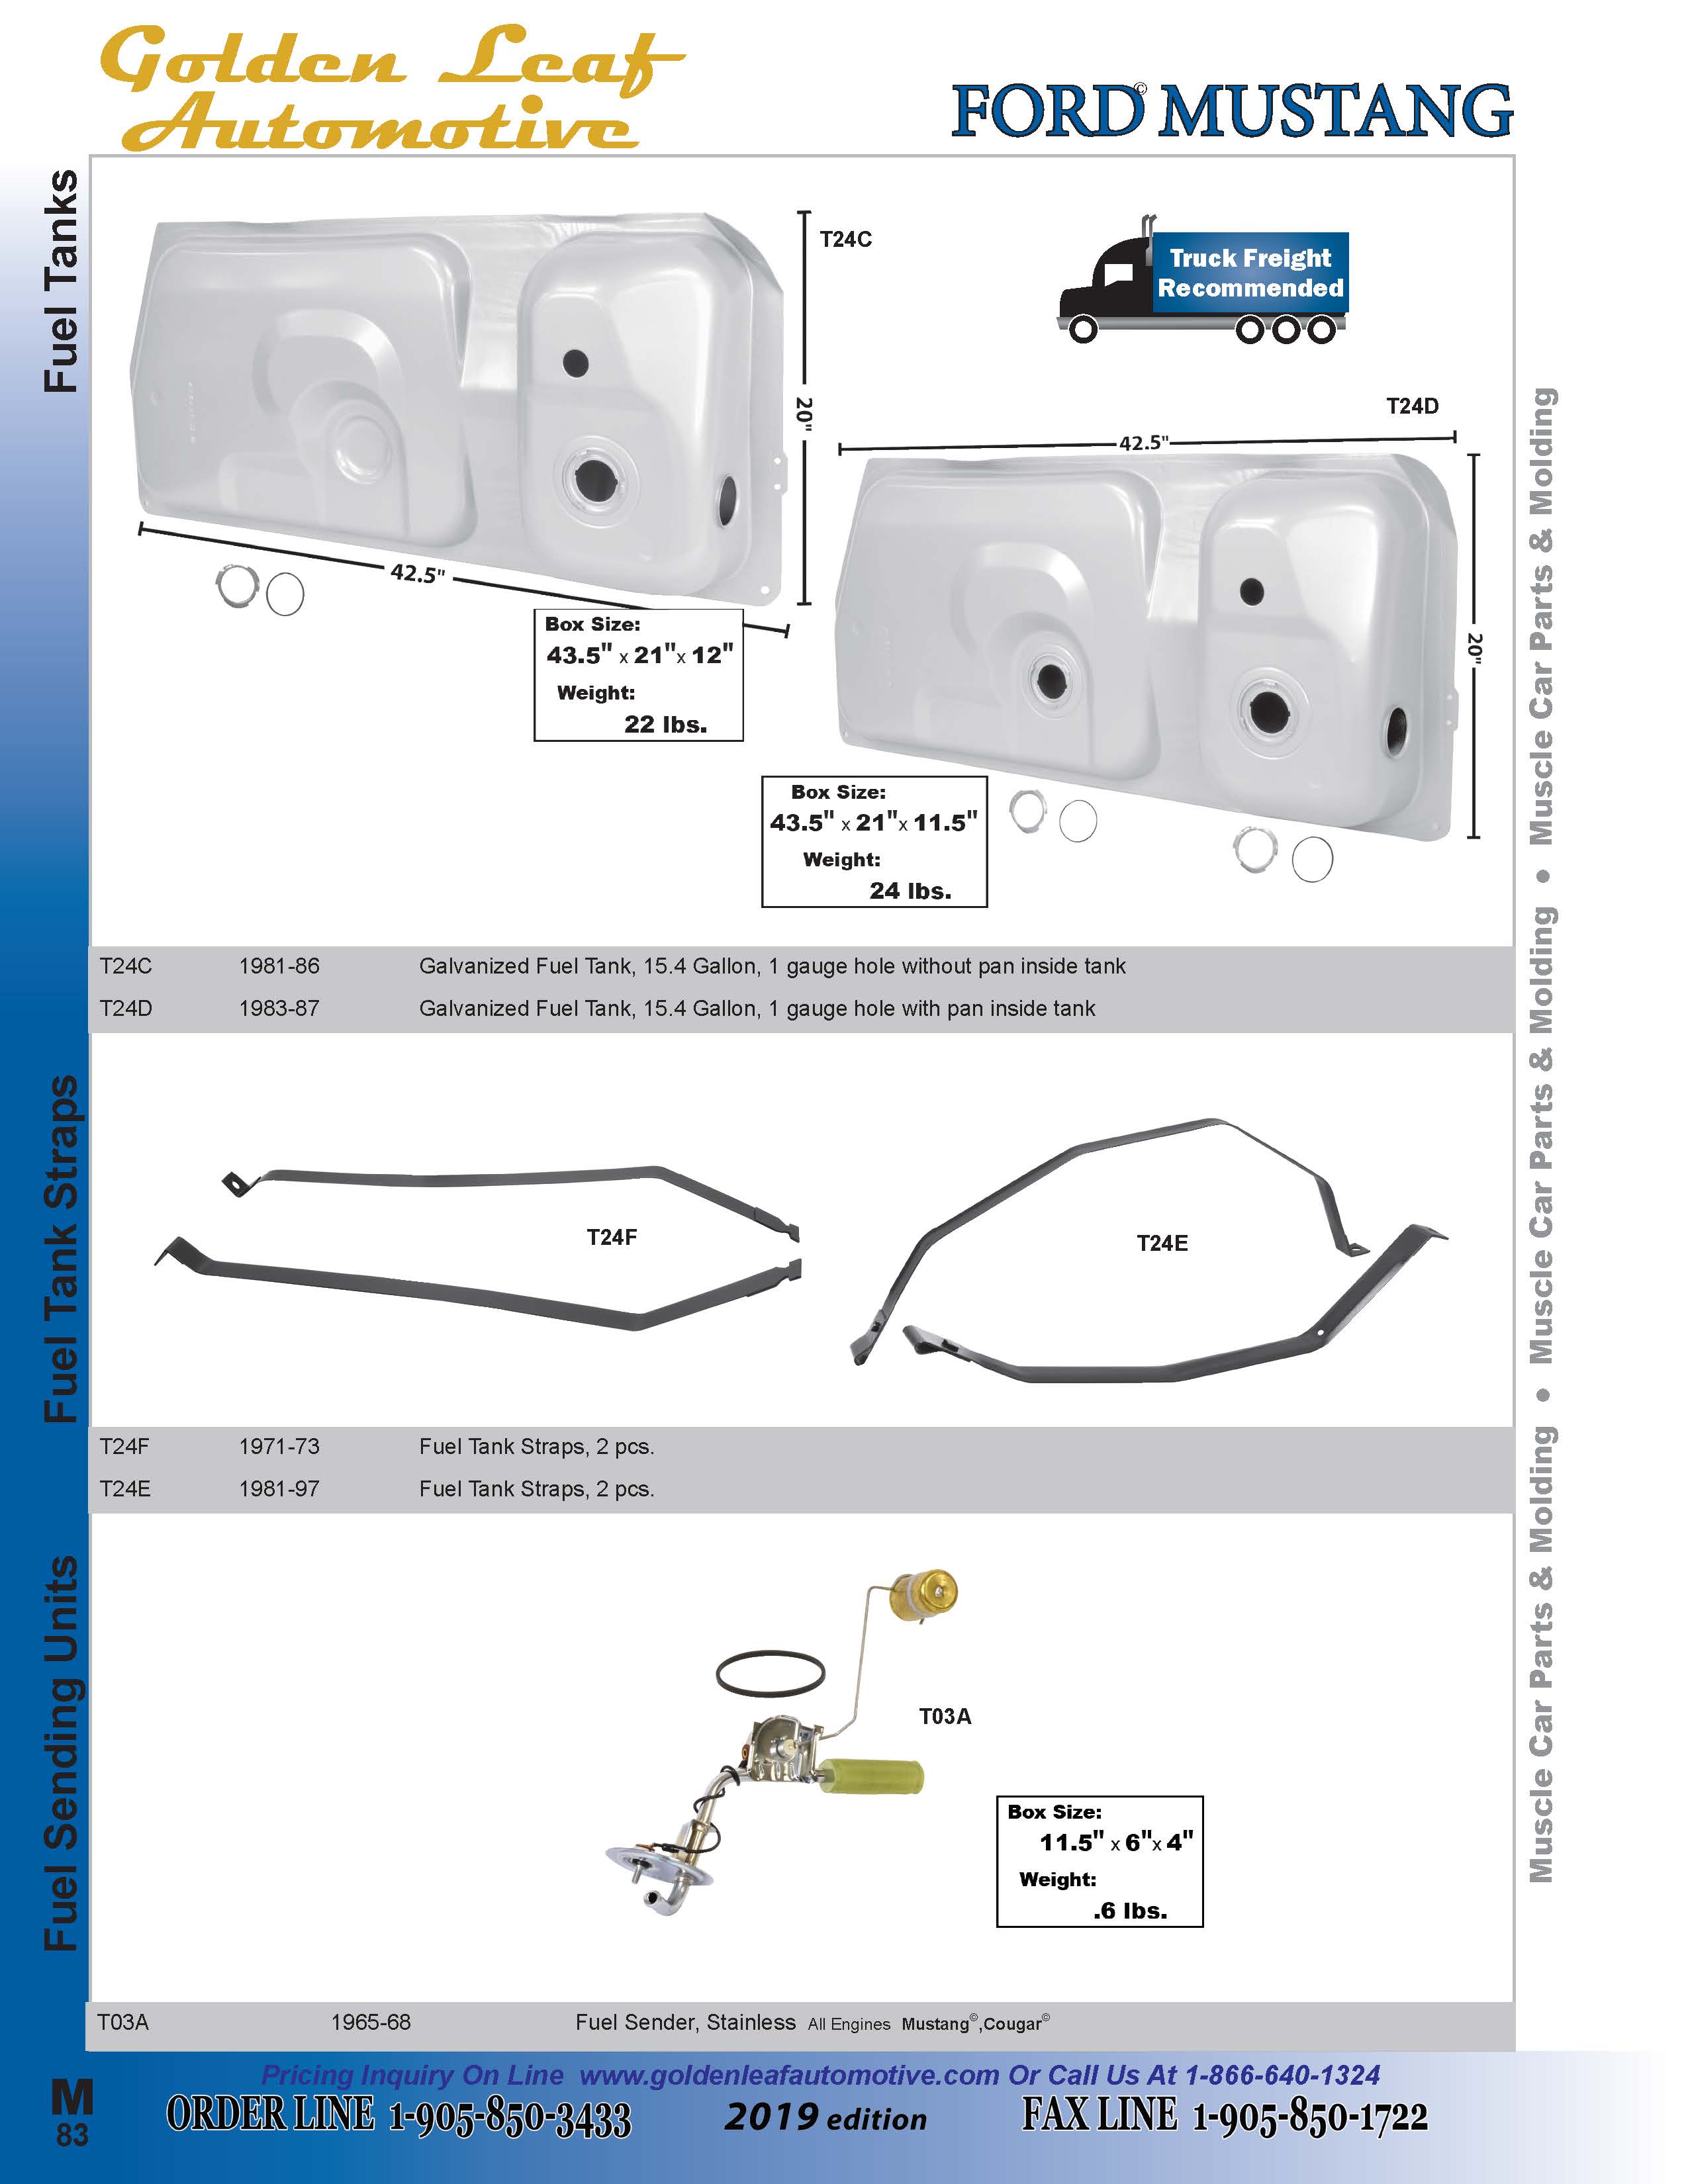 Golden Leaf
Automotive
FORD© MUSTANG
Fuel Tanks
T24C
Truck Freight
Recommended
20"
T24D
42.5"
42.5"
20"
Box Size:
43.5" x 21"x 12"
Weight:
22 lbs.
Box Size:
43.5" x 21"x 11.5"
Weight:
24 lbs.
T24C 1981-86 Galvanized Fuel Tank, 15.4 Gallon, 1 gauge hole without pan inside tank
T24D 1983-87 Galvanized Fuel Tank, 15.4 Gallon, 1 gauge hole with pan inside tank
Fuel Tank Straps
T24F
T24E
T24F 1971-73 Fuel Tank Straps, 2 pcs.
T24E 1981-97 Fuel Tank Straps, 2 pcs.
Fuel Sending Units
T03A
Box Size:
11.5" x 6"x 4"
Weight:
.6 lbs.
T03A 1965-68 Fuel Sender, Stainless All Engines Mustang©,Cougar©
Muscle Car Parts & Molding • Muscle Car Parts & Molding • Muscle Car Parts & Molding
Pricing Inquiry On Line www.goldenleafautomotive.com Or Call Us At 1-866-640-1324
M
83
ORDER LINE 1-905-850-3433
2019 edition
FAX LINE 1-905-850-1722